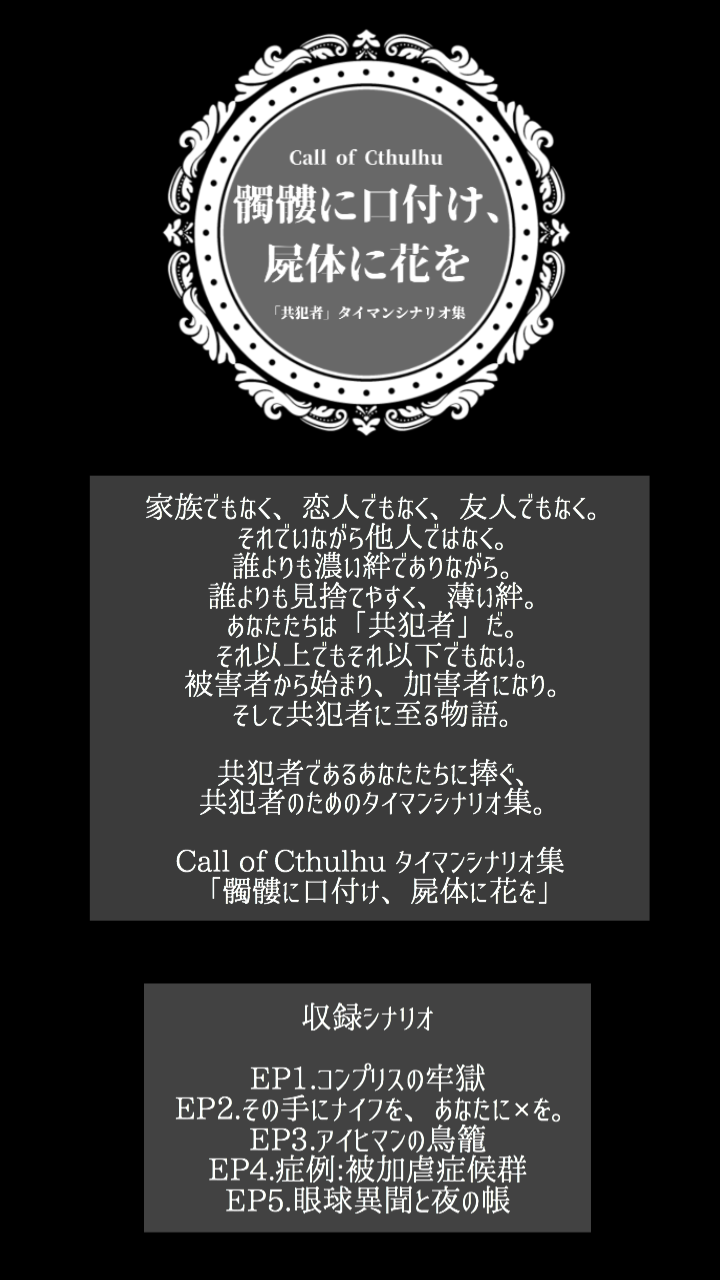 Call of Cthulhu
髑髏に口付け、
屍体に花を
「共犯者」タイマンシナリオ集
家族でもなく、恋人でもなく、友人でもなく。
それでいながら他人ではなく。
誰よりも濃い絆でありながら。
誰よりも見捨てやすく、薄い絆。
あなたたちは「共犯者」だ。
それ以上でもそれ以下でもない。
被害者から始まり、加害者になり。
そして共犯者に至る物語。
共犯者であるあなたたちに捧ぐ、
共犯者のためのタイマンシナリオ集。
Call of Cthulhu タイマンシナリオ集
「髑髏に口付け、屍体に花を」
収録シナリオ
EP1.コンプリスの牢獄
EP2.その手にナイフを、あなたに×を。
EP3.アイヒマンの鳥籠
EP4.症例:被加虐症候群
EP5.眼球異聞と夜の帳